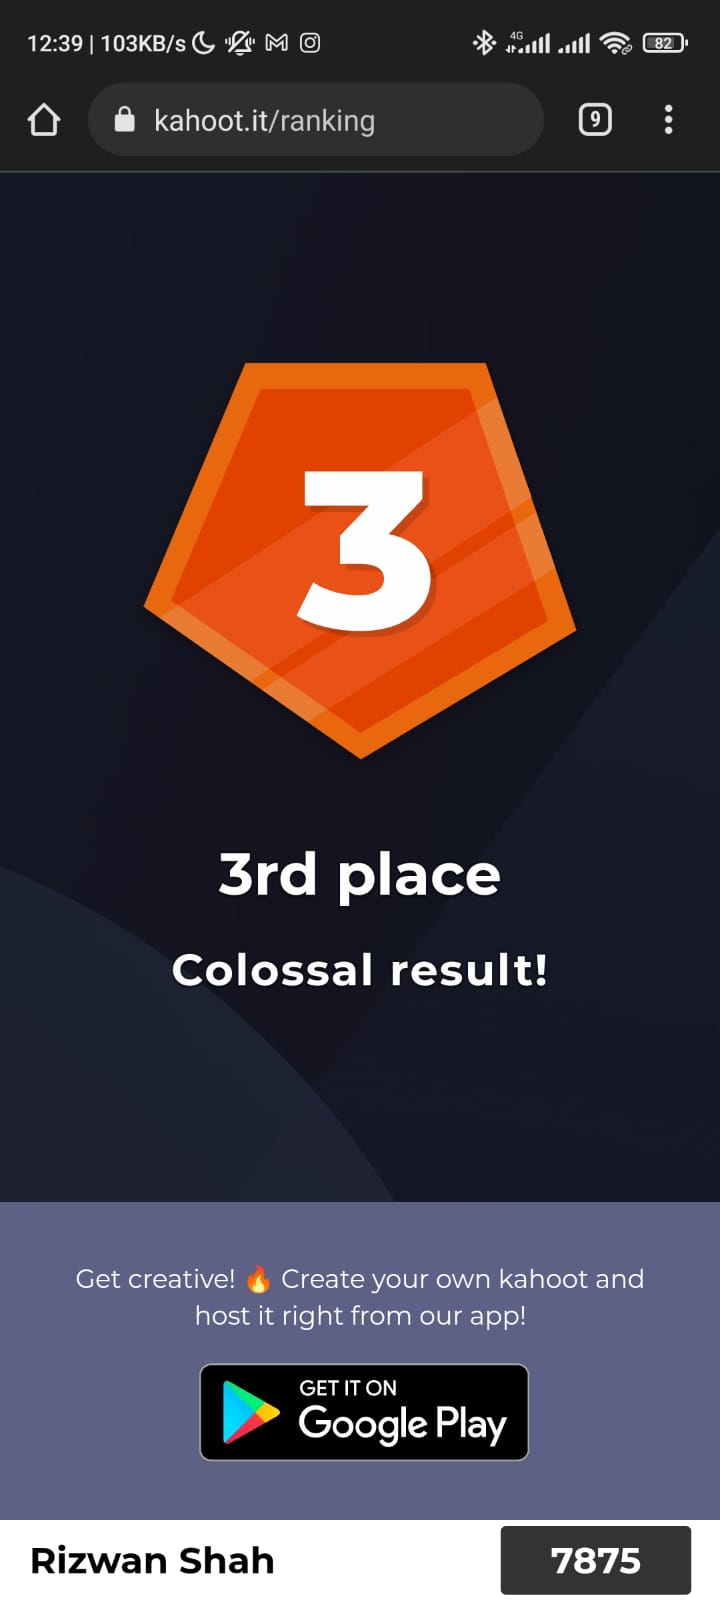 12:39 | 103KB/s 4G 82
kahoot.it/ranking 9
3
3rd place
Colossal result!
Get creative! 🔥 Create your own kahoot and
host it right from our app!
GET IT ON
Google Play
Rizwan Shah 7875